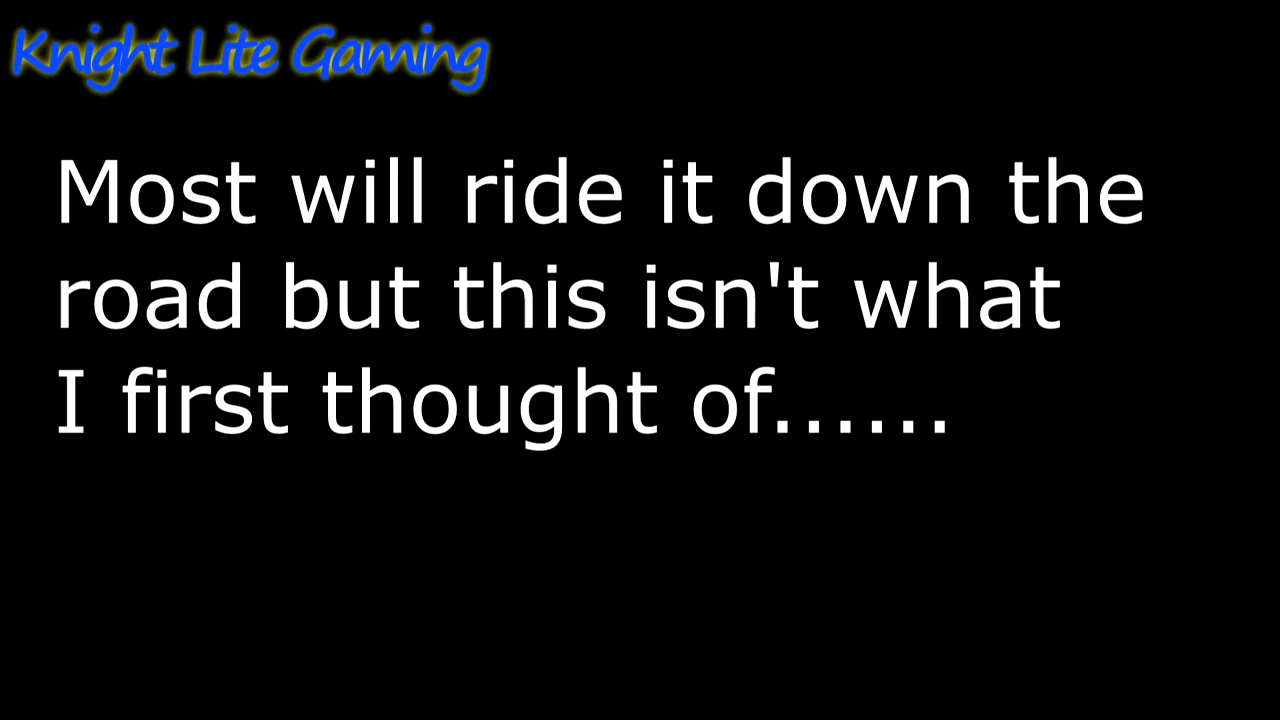 Knight Lite Gaming
Most will ride it down the
road but this isn't what
I first thought of......